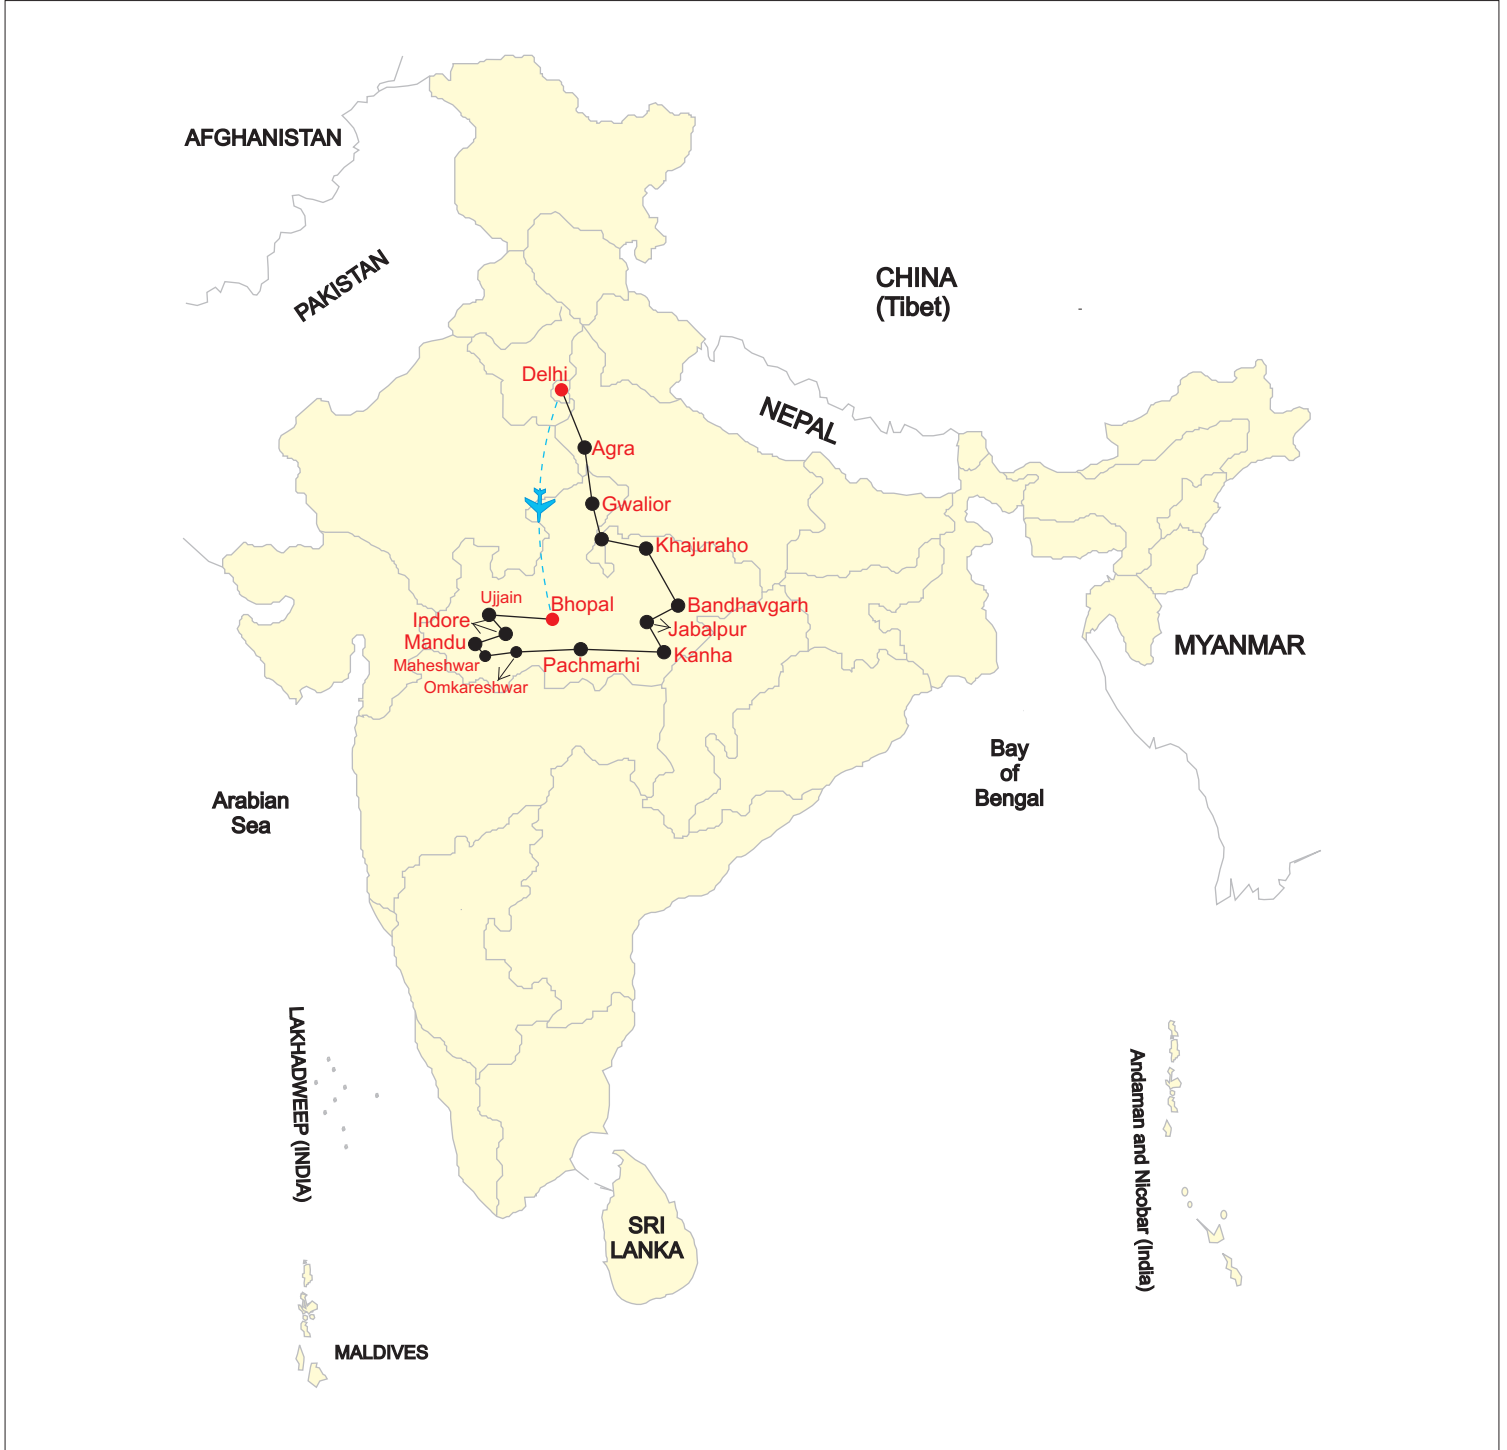 AFGHANISTAN
PAKISTAN
CHINA
(Tibet)
NEPAL
Delhi
Agra
Gwalior
Khajuraho
Ujjain
Bhopal
Bandhavgarh
Indore
Jabalpur
Mandu
Maheshwar
Pachmarhi
Kanha
Omkareshwar
MYANMAR
Arabian
Sea
Bay
of
Bengal
LAKHADWEEP (INDIA)
Andaman and Nicobar (India)
SRI
LANKA
MALDIVES